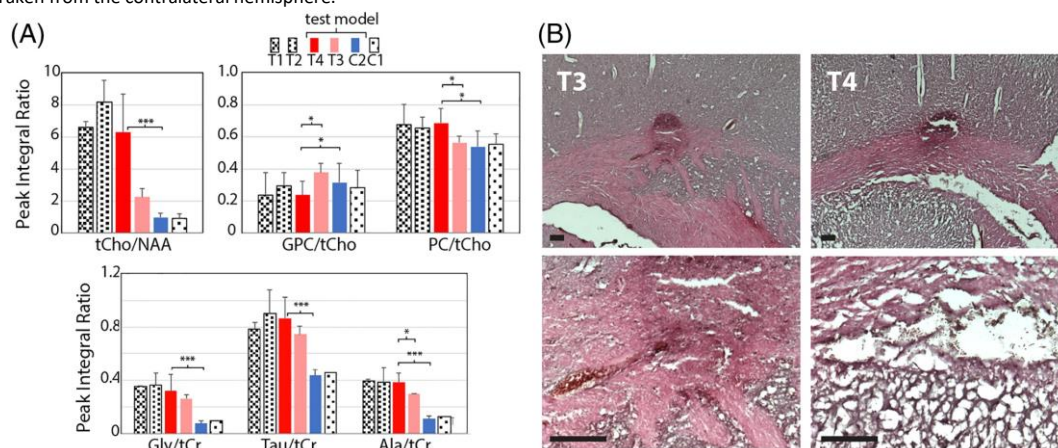 taken from the contralateral hemisphere.
(A)
test model
T1 T2 T4 T3 C2C1
Peak Integral Ratio
10
8
6
4
2
0
***
tCho/NAA
1.0
0.8
0.6
0.4
0.2
0
*
*
*
*
GPC/tCho
PC/tCho
Peak Integral Ratio
1.2
0.8
0.4
0
***
***
*
***
Gly/tCr
Tau/tCr
Ala/tCr
(B)
T3
T4